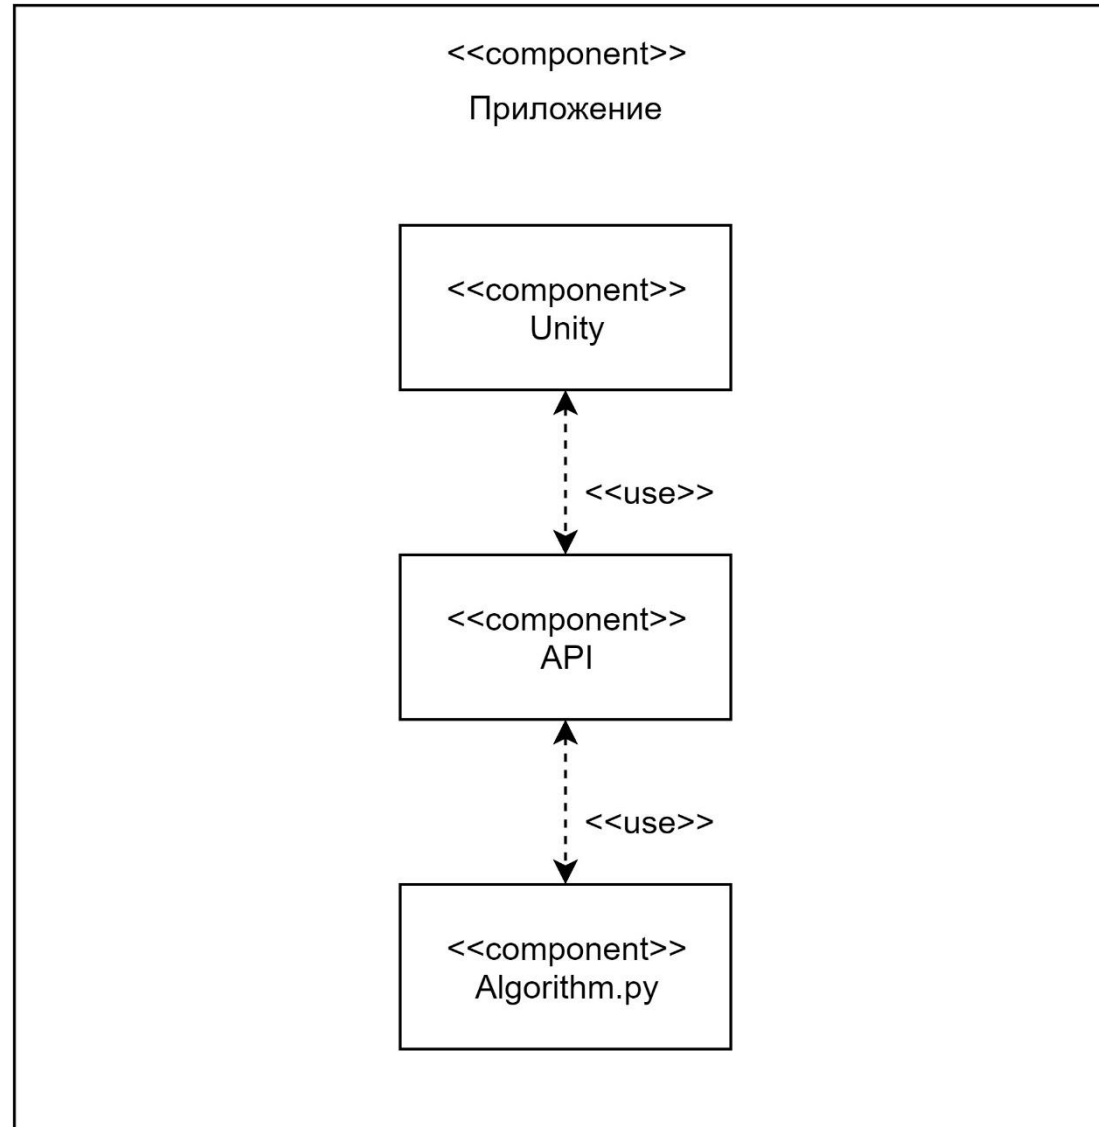 <<component>>
Приложение
<<component>>
Unity
<<use>>
<<component>>
API
<<use>>
<<component>>
Algorithm.py